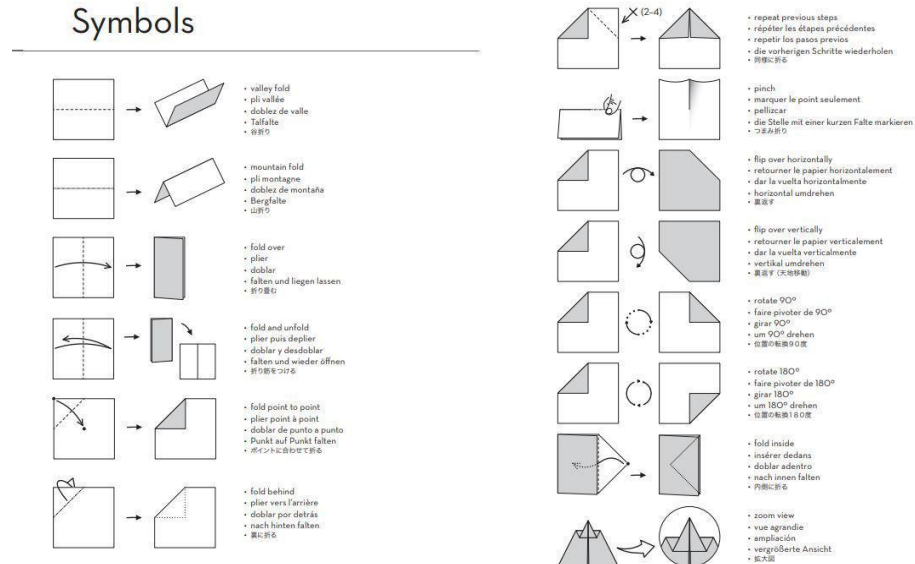 Symbols
• valley fold
• pli vallée
• doblez de valle
• Talfalte
• 谷折り
• mountain fold
• pli montagne
• doblez de montaña
• Bergfalte
• 山折り
• fold over
• plier
• doblar
• falten und liegen lassen
• 折り畳む
• fold and unfold
• plier puis deplier
• doblar y desdoblar
• falten und wieder öffnen
• 折り筋をつける
• fold point to point
• plier point à point
• doblar de punto a punto
• Punkt auf Punkt falten
• ポイントに合わせて折る
• fold behind
• plier vers l'arrière
• doblar por detrás
• nach hinten falten
• 裏に折る
(2-4)
• repeat previous steps
• répéter les étapes précédentes
• repetir los pasos previos
• die vorherigen Schritte wiederholen
• 同様に折る
• pinch
• marquer le point seulement
• pellizcar
• die Stelle mit einer kurzen Falte markieren
• つまみ折り
• flip over horizontally
• retourner le papier horizontalement
• dar la vuelta horizontalmente
• horizontal umdrehen
• 裏返す
• flip over vertically
• retourner le papier verticalement
• dar la vuelta verticalmente
• vertikal umdrehen
• 裏返す (天地移動)
• rotate 90°
• faire pivoter de 90°
• girar 90°
• um 90° drehen
• 位置の転換90度
• rotate 180°
• faire pivoter de 180°
• girar 180°
• um 180° drehen
• 位置の転換180度
• fold inside
• insérer dedans
• doblar adentro
• nach innen falten
• 内側に折る
• zoom view
• vue agrandie
• ampliación
• vergrößerte Ansicht
• 拡大図